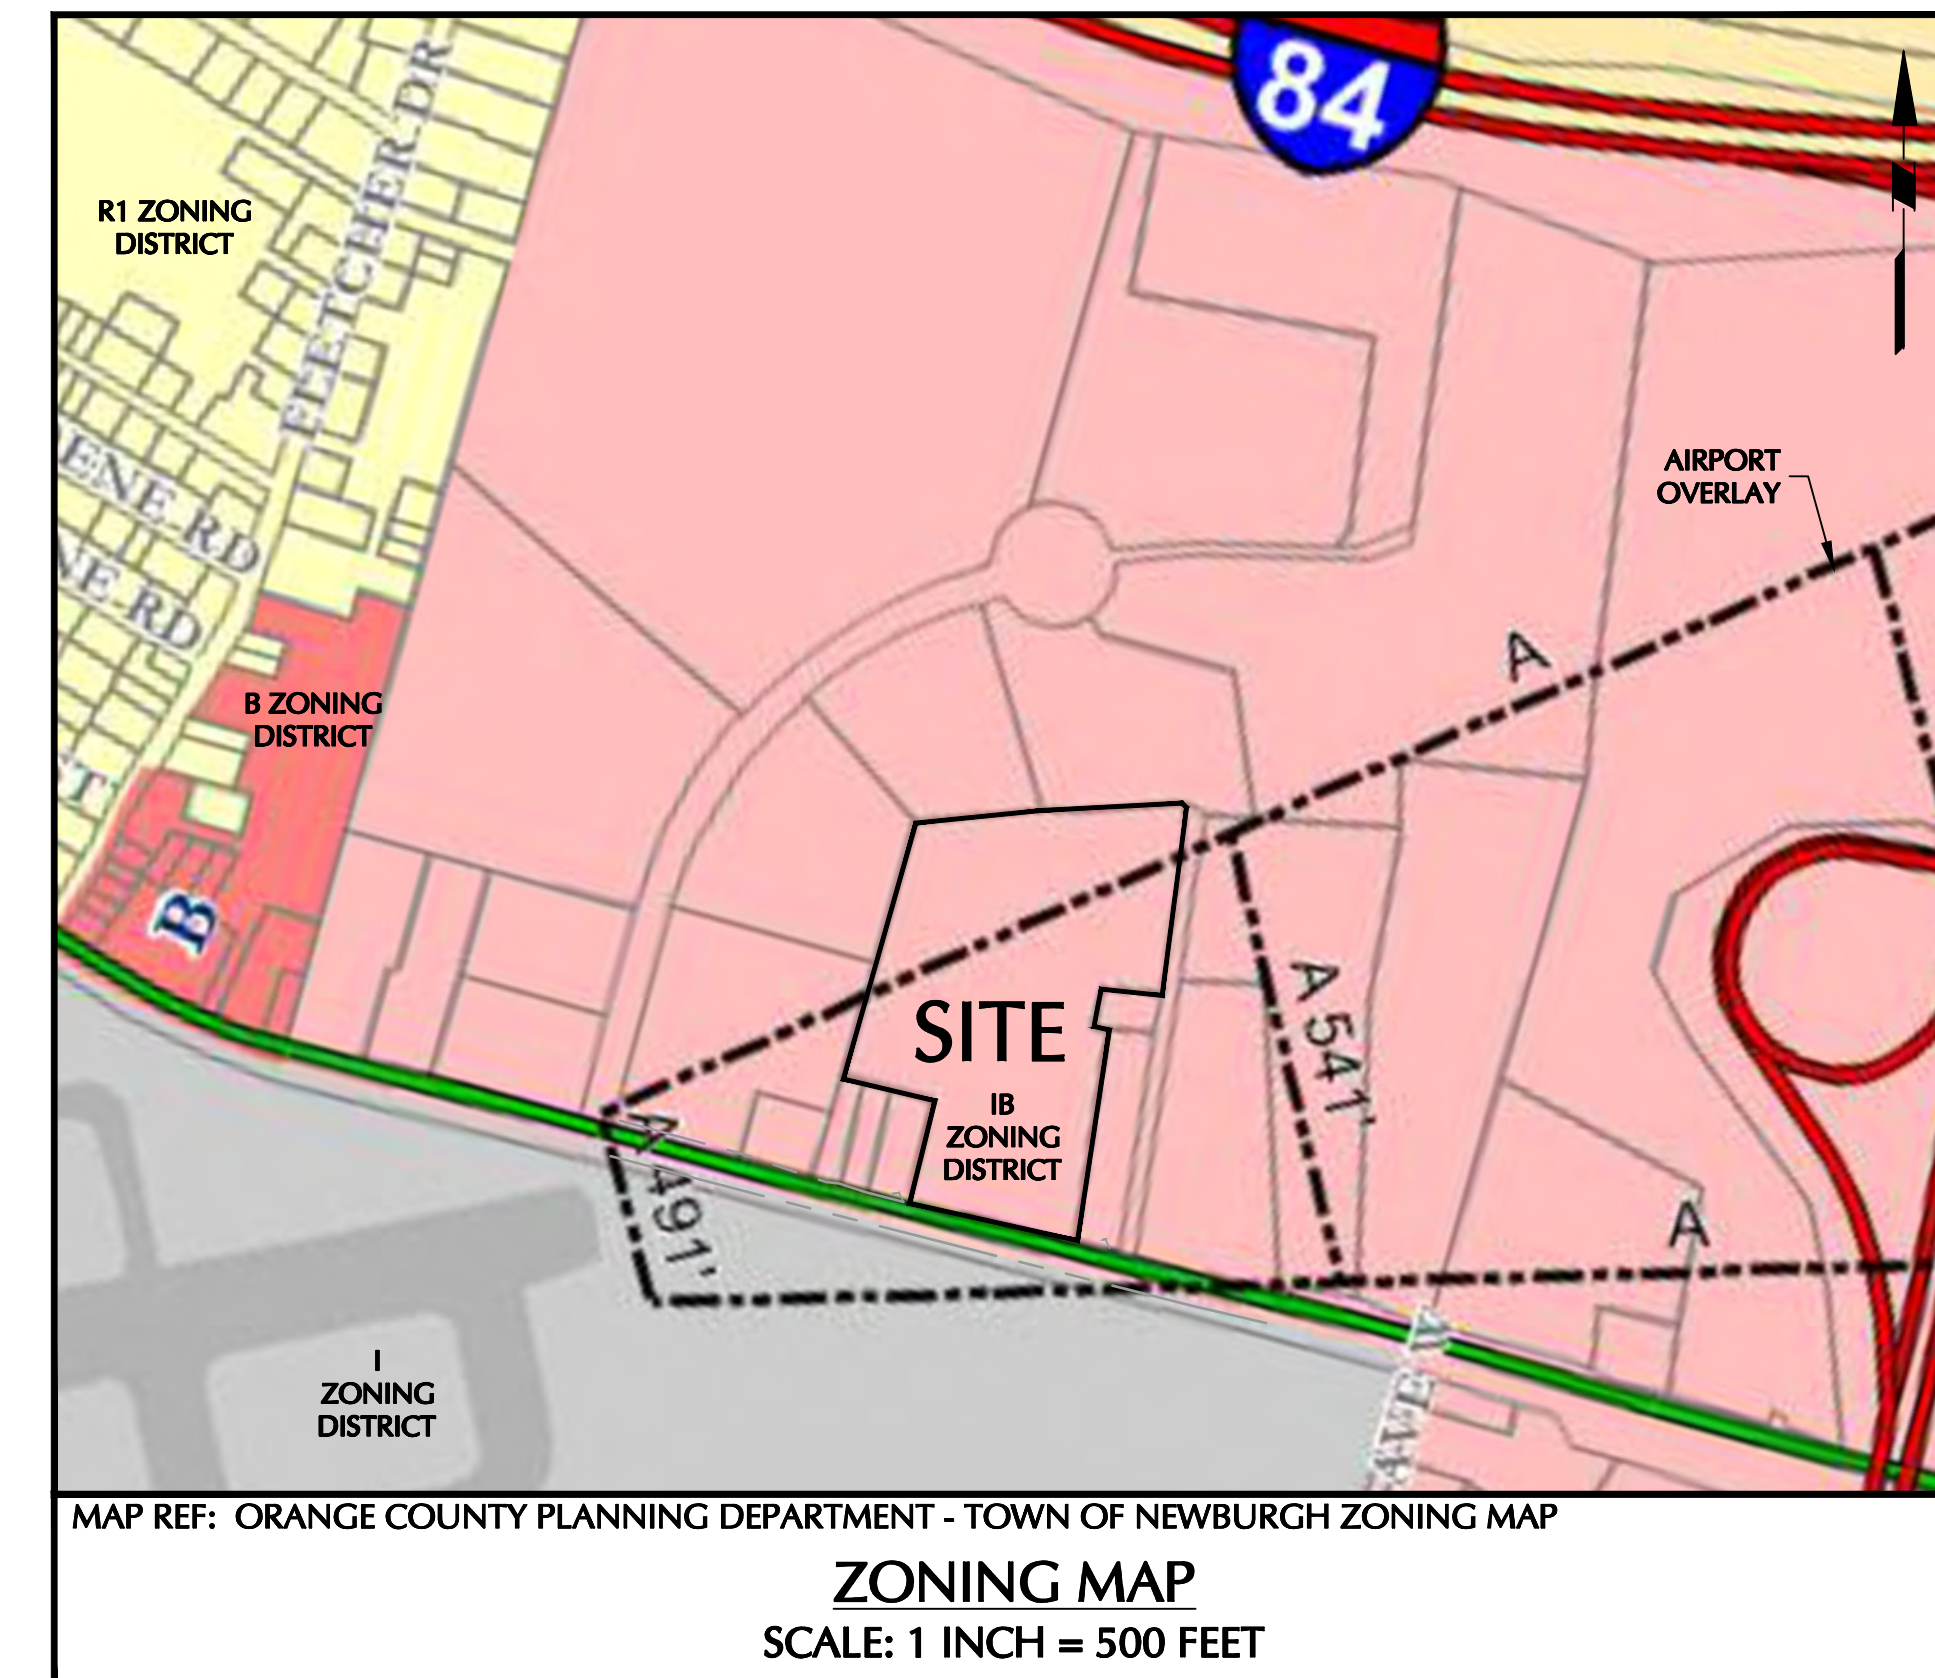 84
FLETCHER DR
R1 ZONING
DISTRICT
ENE RD
NE RD
AIRPORT
OVERLAY
A
B ZONING
DISTRICT
ST
B
SITE
IB
ZONING
DISTRICT
A 541'
A 491'
A
I
ZONING
DISTRICT
AVE
MAP REF: ORANGE COUNTY PLANNING DEPARTMENT - TOWN OF NEWBURGH ZONING MAP
ZONING MAP
SCALE: 1 INCH = 500 FEET